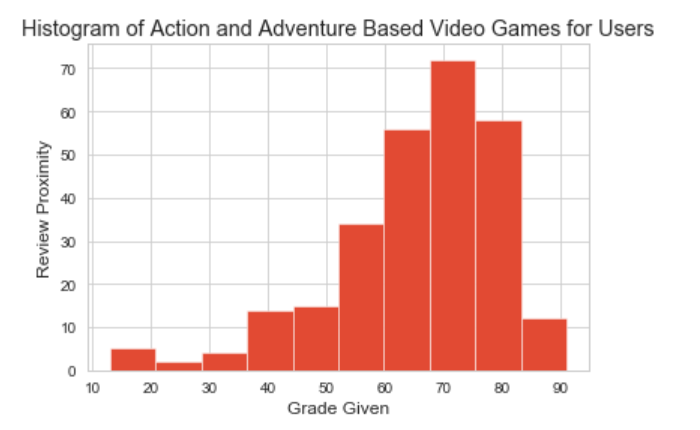 Histogram of Action and Adventure Based Video Games for Users
70
60
50
40
30
20
10
0
Review Proximity
10 20 30 40 50 60 70 80 90
Grade Given